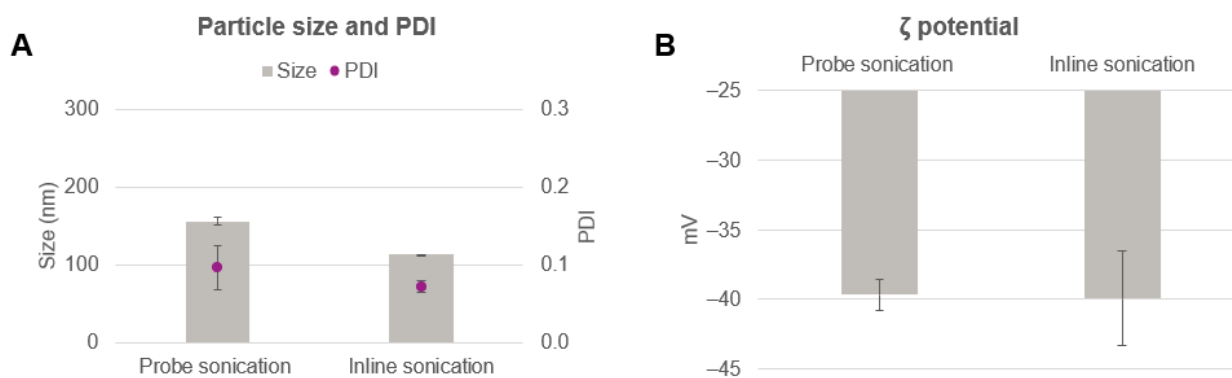 A
Particle size and PDI
Size PDI
300
200
100
0
Size (nm)
0.3
0.2
0.1
0.0
PDI
Probe sonication Inline sonication
B
ζ potential
Probe sonication Inline sonication
–25
–30
–35
–40
–45
mV